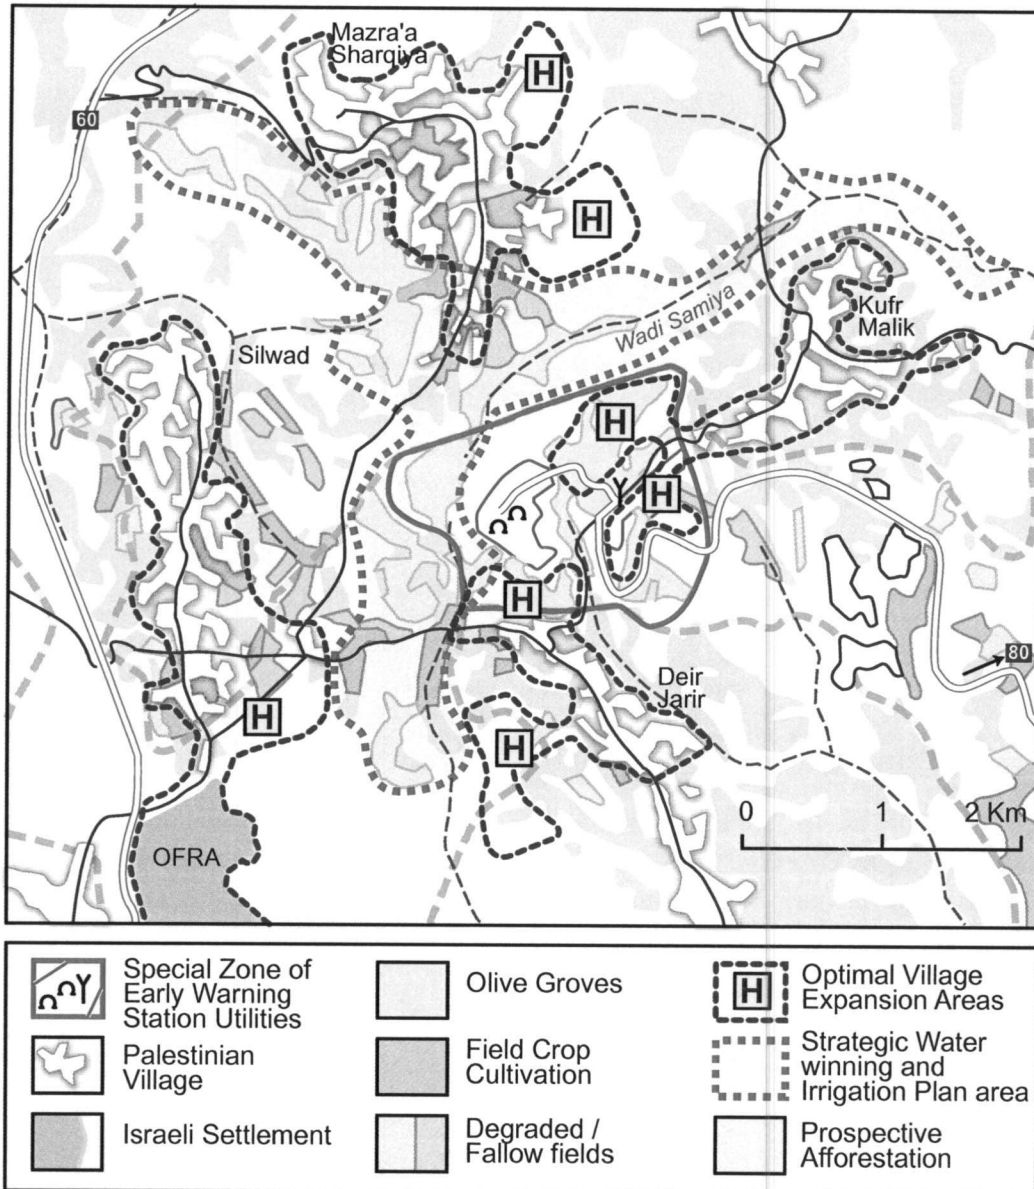 Mazra'a
Sharqiya
H
60
H
Wadi Samiya
Kufr
Malik
Silwad
H
H
H
Deir
Jarir
80
H
H
0 1 2 Km
OFRA
Special Zone of
Early Warning
Station Utilities
Olive Groves
H
Optimal Village
Expansion Areas
Palestinian
Village
Field Crop
Cultivation
Strategic Water
winning and
Irrigation Plan area
Israeli Settlement
Degraded /
Fallow fields
Prospective
Afforestation